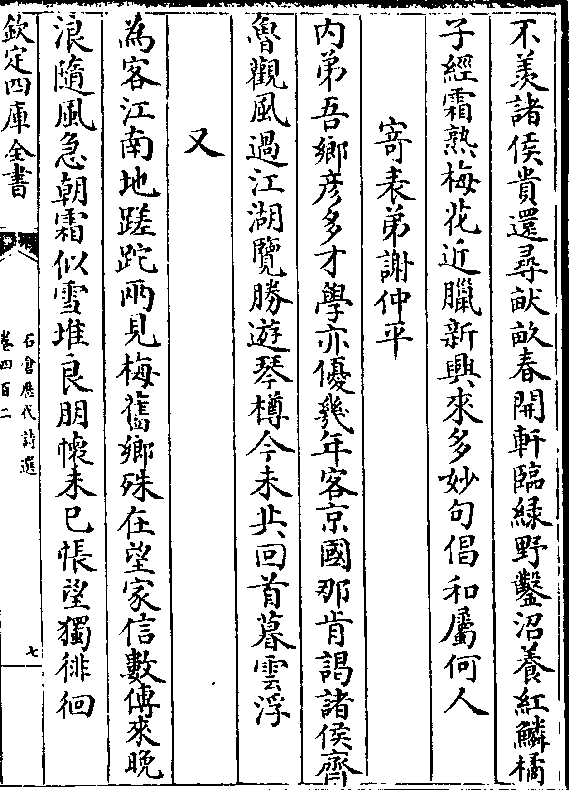 不羨諸侯貴還尋畎畝春開軒臨緑野鑿沼養紅鱗橘
子經霜熟梅花近臘新興來多妙句倡和屬何人
寄表弟謝仲平
内弟吾鄉彦多才學亦優幾年客京國那肯謁諸侯齊
魯觀風過江湖覽勝遊琴樽今未共回首暮雲浮
又
為客江南地蹉跎兩見梅舊鄉殊在望家信數傳來晩
浪隨風急朝霜似雪堆良朋懷未已悵望獨徘徊
欽定四庫全書
石倉歷代詩選
卷四百二
七